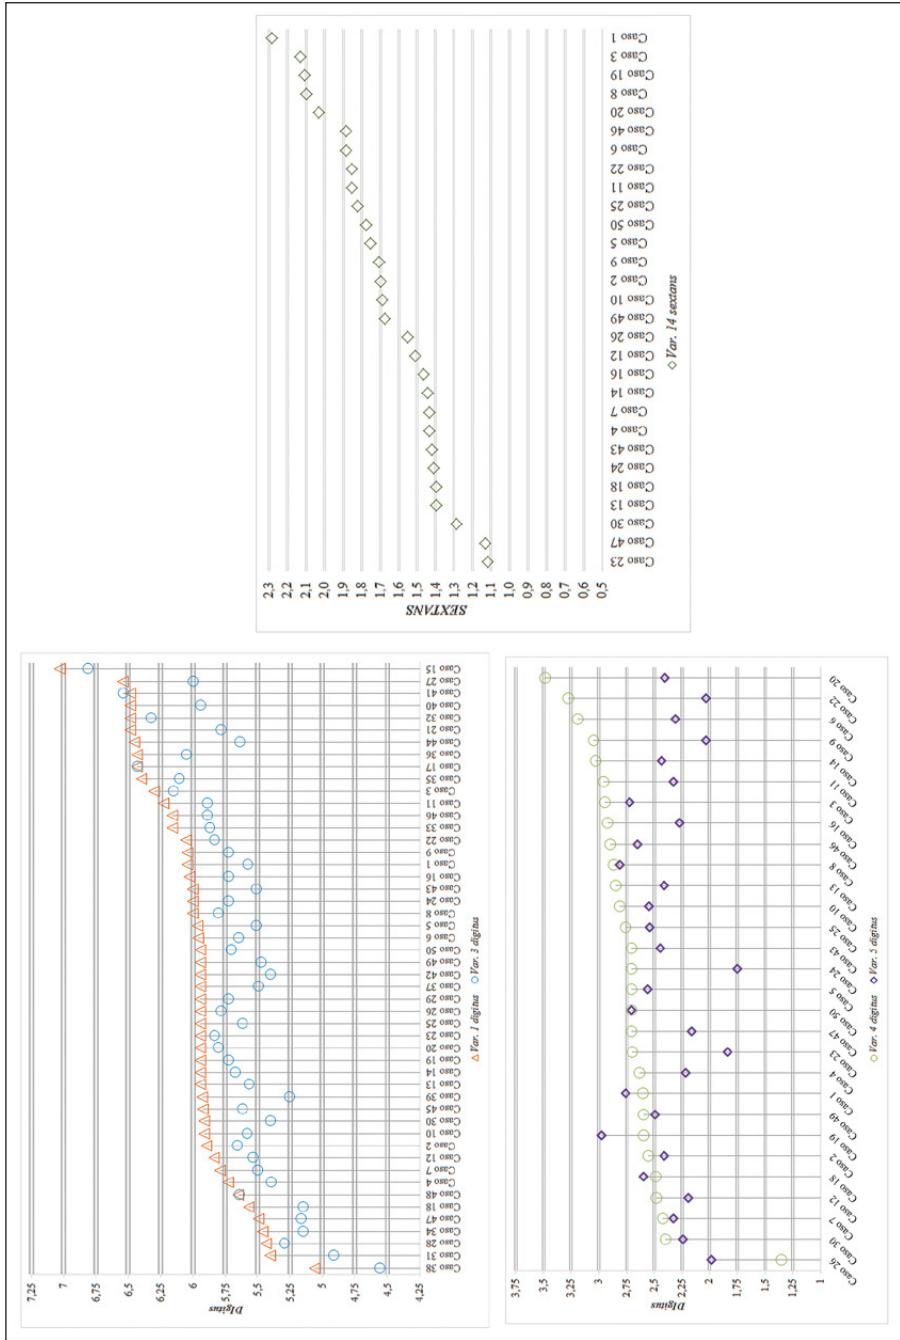 Caso 1
Caso 3
Caso 19
Caso 8
Caso 20
Caso 46
Caso 6
Caso 22
Caso 11
Caso 25
Caso 50
Caso 5
Caso 9
Caso 2
Caso 10
Caso 49
Caso 26
Caso 12
Caso 16
Caso 14
Caso 7
Caso 4
Caso 43
Caso 24
Caso 18
Caso 13
Caso 30
Caso 47
Caso 23
Var. 14 sextans
2,3 2,2 2,1 2,0 1,9 1,8 1,7 1,6 1,5 1,4 1,3 1,2 1,1 1,0 0,9 0,8 0,7 0,6 0,5
SEXTANS
Caso 15
Caso 27
Caso 41
Caso 40
Caso 32
Caso 21
Caso 44
Caso 36
Caso 17
Caso 35
Caso 3
Caso 11
Caso 46
Caso 33
Caso 22
Caso 9
Caso 1
Caso 16
Caso 43
Caso 24
Caso 8
Caso 5
Caso 6
Caso 50
Caso 49
Caso 42
Caso 37
Caso 29
Caso 26
Caso 25
Caso 23
Caso 20
Caso 19
Caso 14
Caso 13
Caso 39
Caso 45
Caso 30
Caso 10
Caso 2
Caso 12
Caso 7
Caso 4
Caso 48
Caso 18
Caso 47
Caso 34
Caso 28
Caso 31
Caso 38
Var. 1 digitus Var. 3 digitus
7,25 7 6,75 6,5 6,25 6 5,75 5,5 5,25 5 4,75 4,5 4,25
DIgitus
Caso 20
Caso 22
Caso 6
Caso 9
Caso 14
Caso 11
Caso 3
Caso 16
Caso 46
Caso 8
Caso 13
Caso 10
Caso 25
Caso 43
Caso 24
Caso 5
Caso 50
Caso 47
Caso 23
Caso 4
Caso 1
Caso 49
Caso 19
Caso 2
Caso 18
Caso 12
Caso 7
Caso 30
Caso 26
Var. 4 digitus Var. 5 digitus
3,75 3,5 3,25 3 2,75 2,5 2,25 2 1,75 1,5 1,25 1
DIgitus